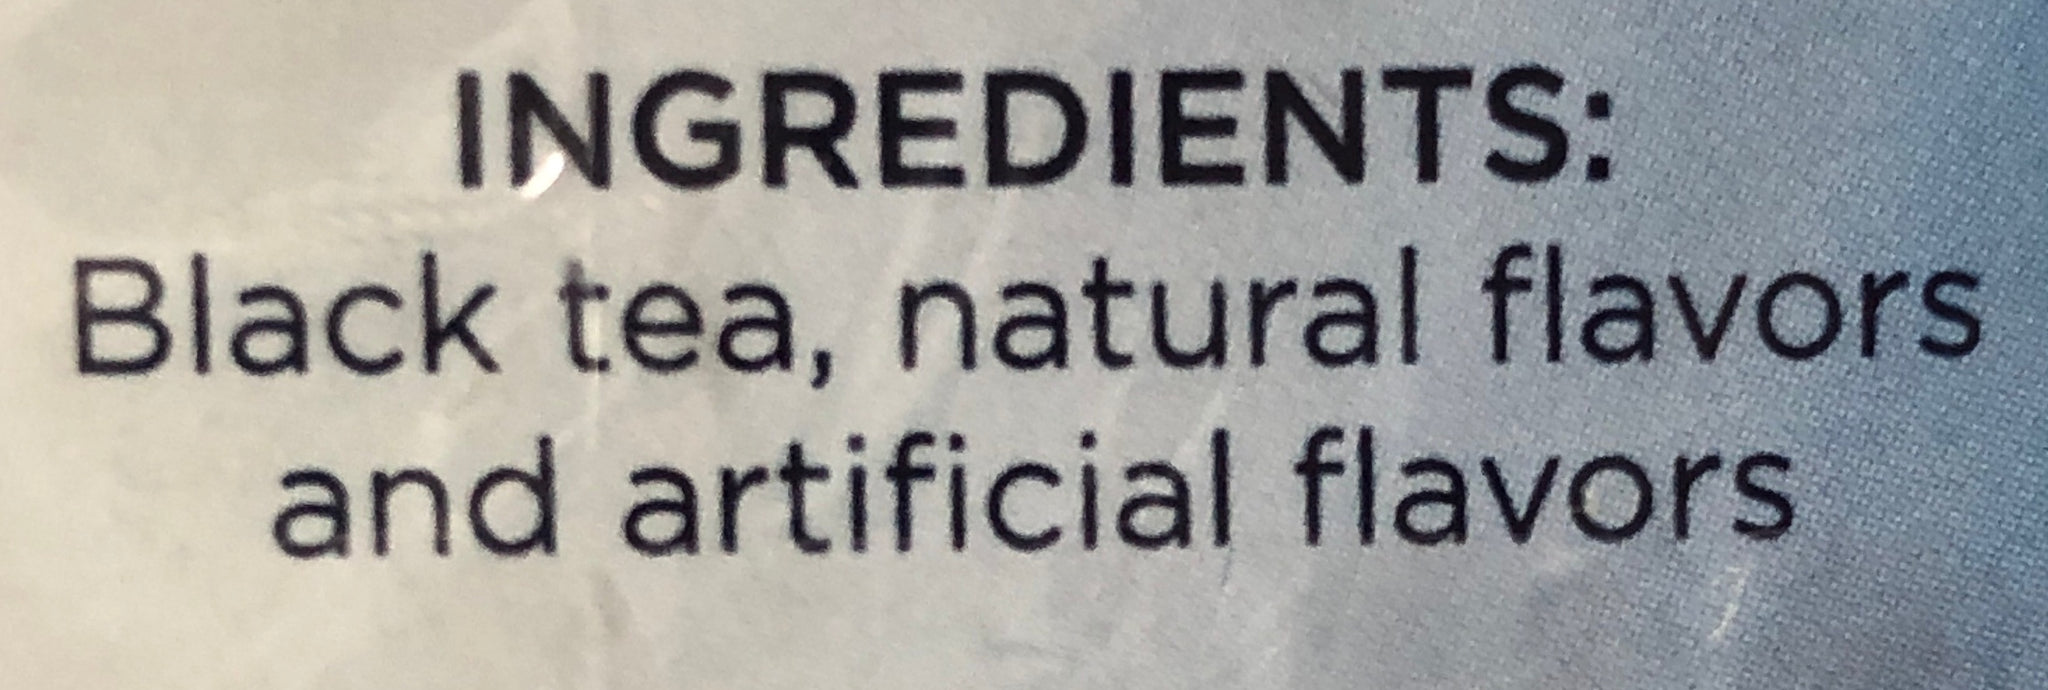 INGREDIENTS:
Black tea, natural flavors
and artificial flavors